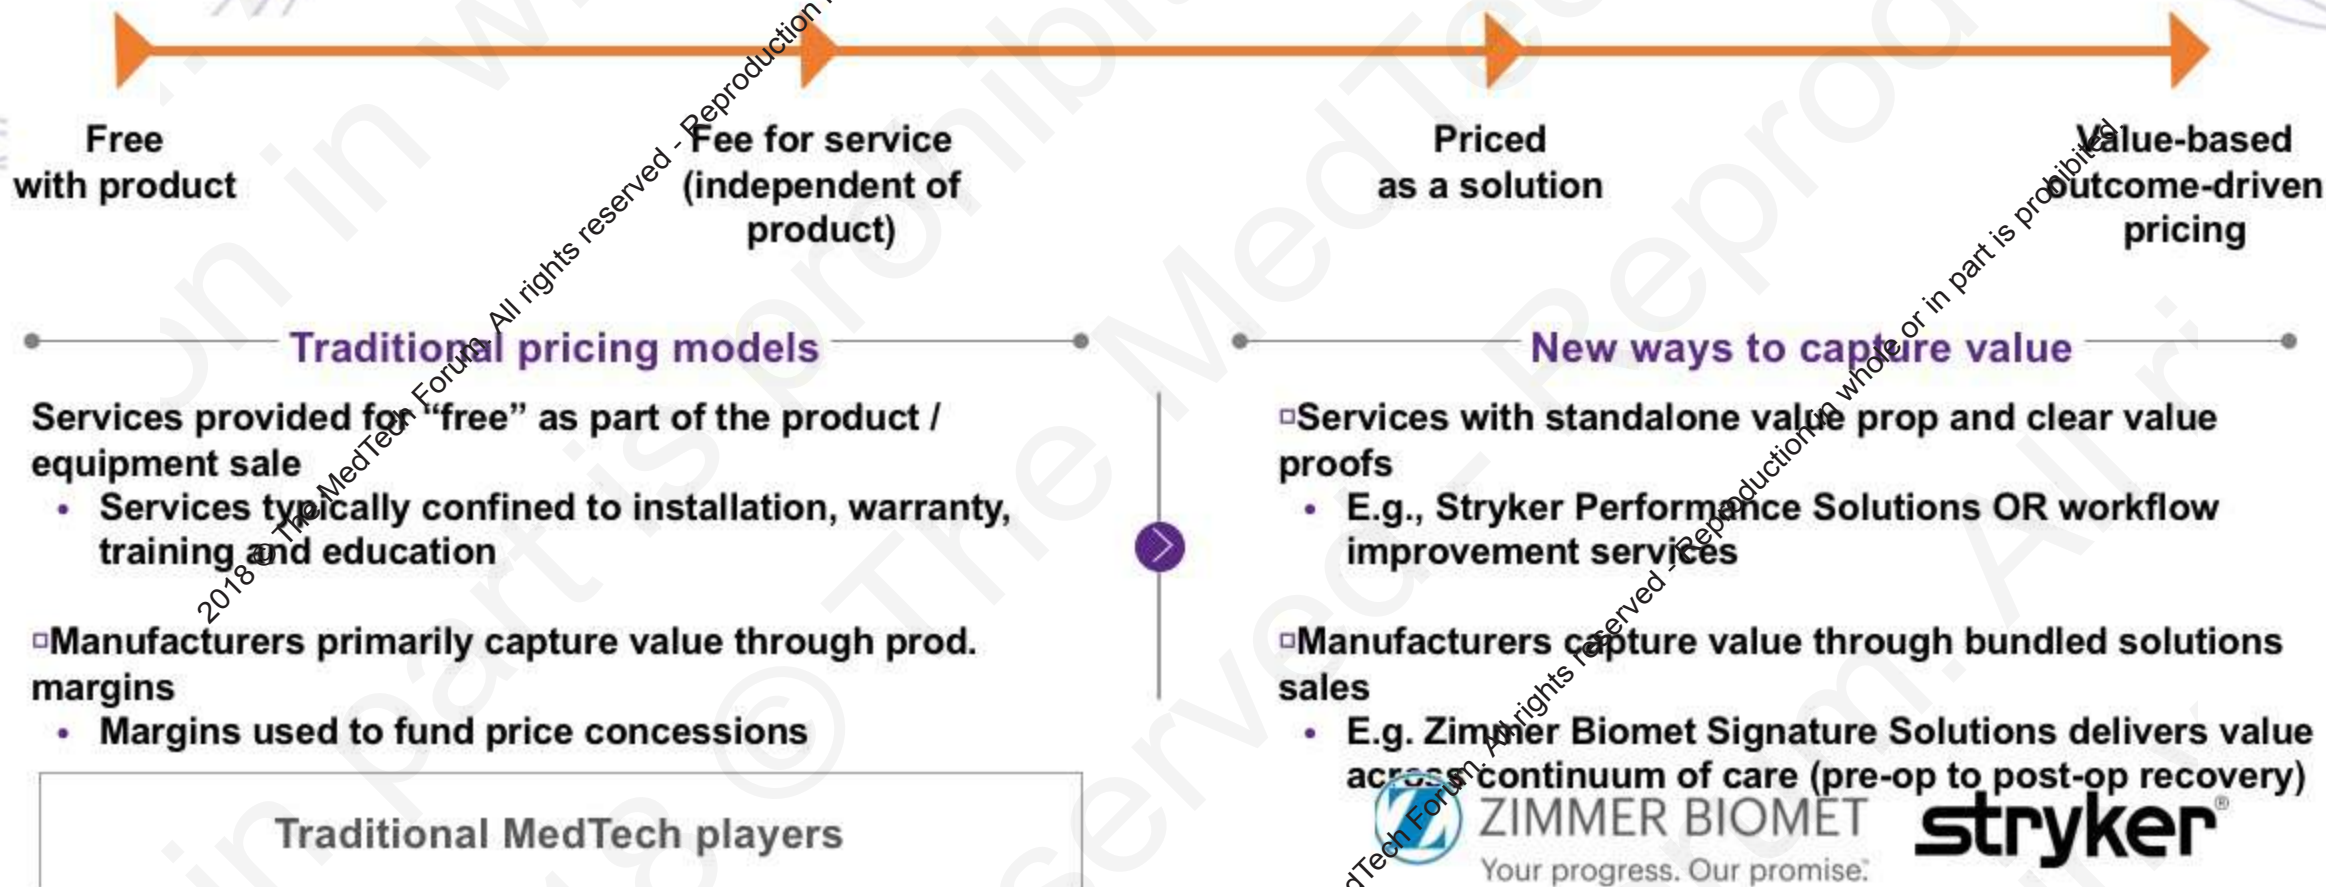 Free
with product
Fee for service
(independent of
product)
Priced
as a solution
Value-based
outcome-driven
pricing
Traditional pricing models
Services provided for “free” as part of the product /
equipment sale
• Services typically confined to installation, warranty,
training and education
Manufacturers primarily capture value through prod.
margins
• Margins used to fund price concessions
Traditional MedTech players
New ways to capture value
Services with standalone value prop and clear value
proofs
• E.g., Stryker Performance Solutions OR workflow
improvement services
Manufacturers capture value through bundled solutions
sales
• E.g. Zimmer Biomet Signature Solutions delivers value
across continuum of care (pre-op to post-op recovery)
ZIMMER BIOMET
Your progress. Our promise.™
stryker®
2018 © The MedTech Forum. All rights reserved - Reproduction
Forum. All rights reserved - Reproduction in whole or in part is prohibited.